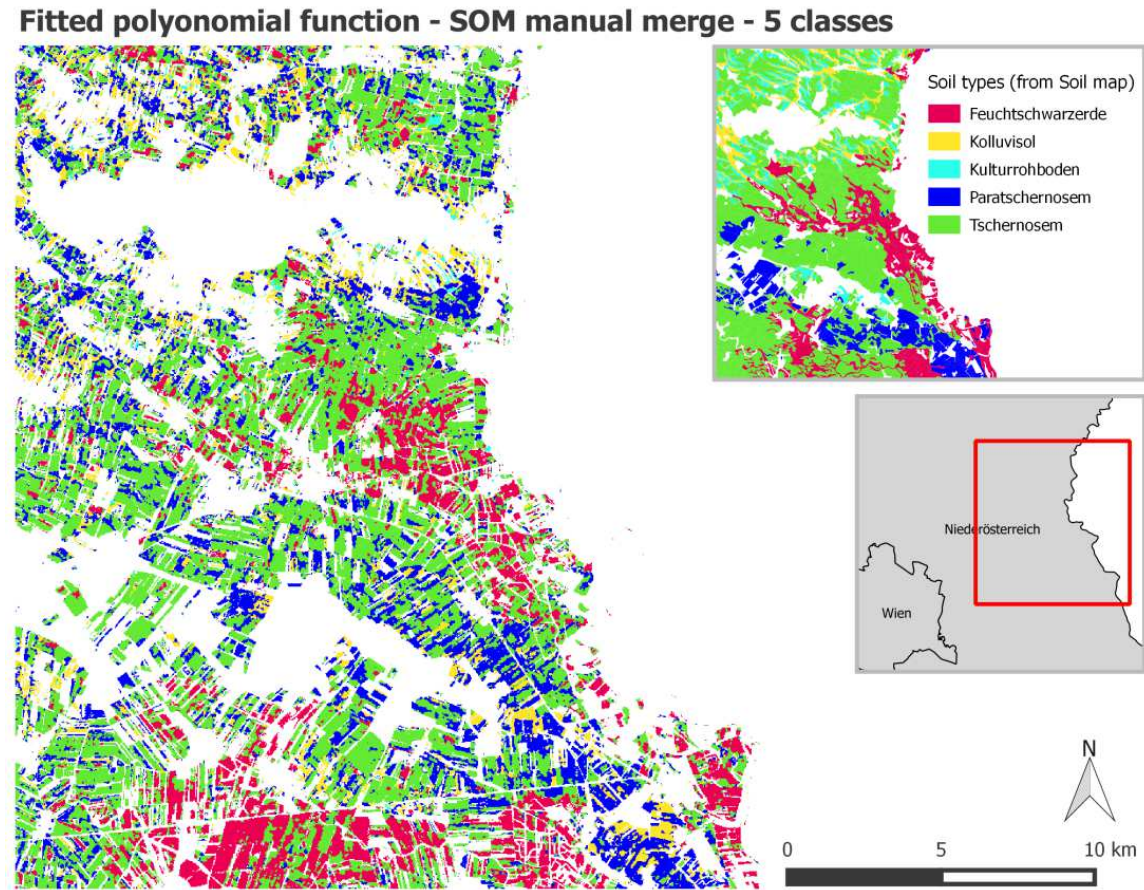 Fitted polyonomial function - SOM manual merge - 5 classes
Soil types (from Soil map)
Feuchtschwarzerde
Kolluvisol
Kulturrohboden
Paratschernosem
Tschernosem
Niederösterreich
Wien
N
0 5 10 km